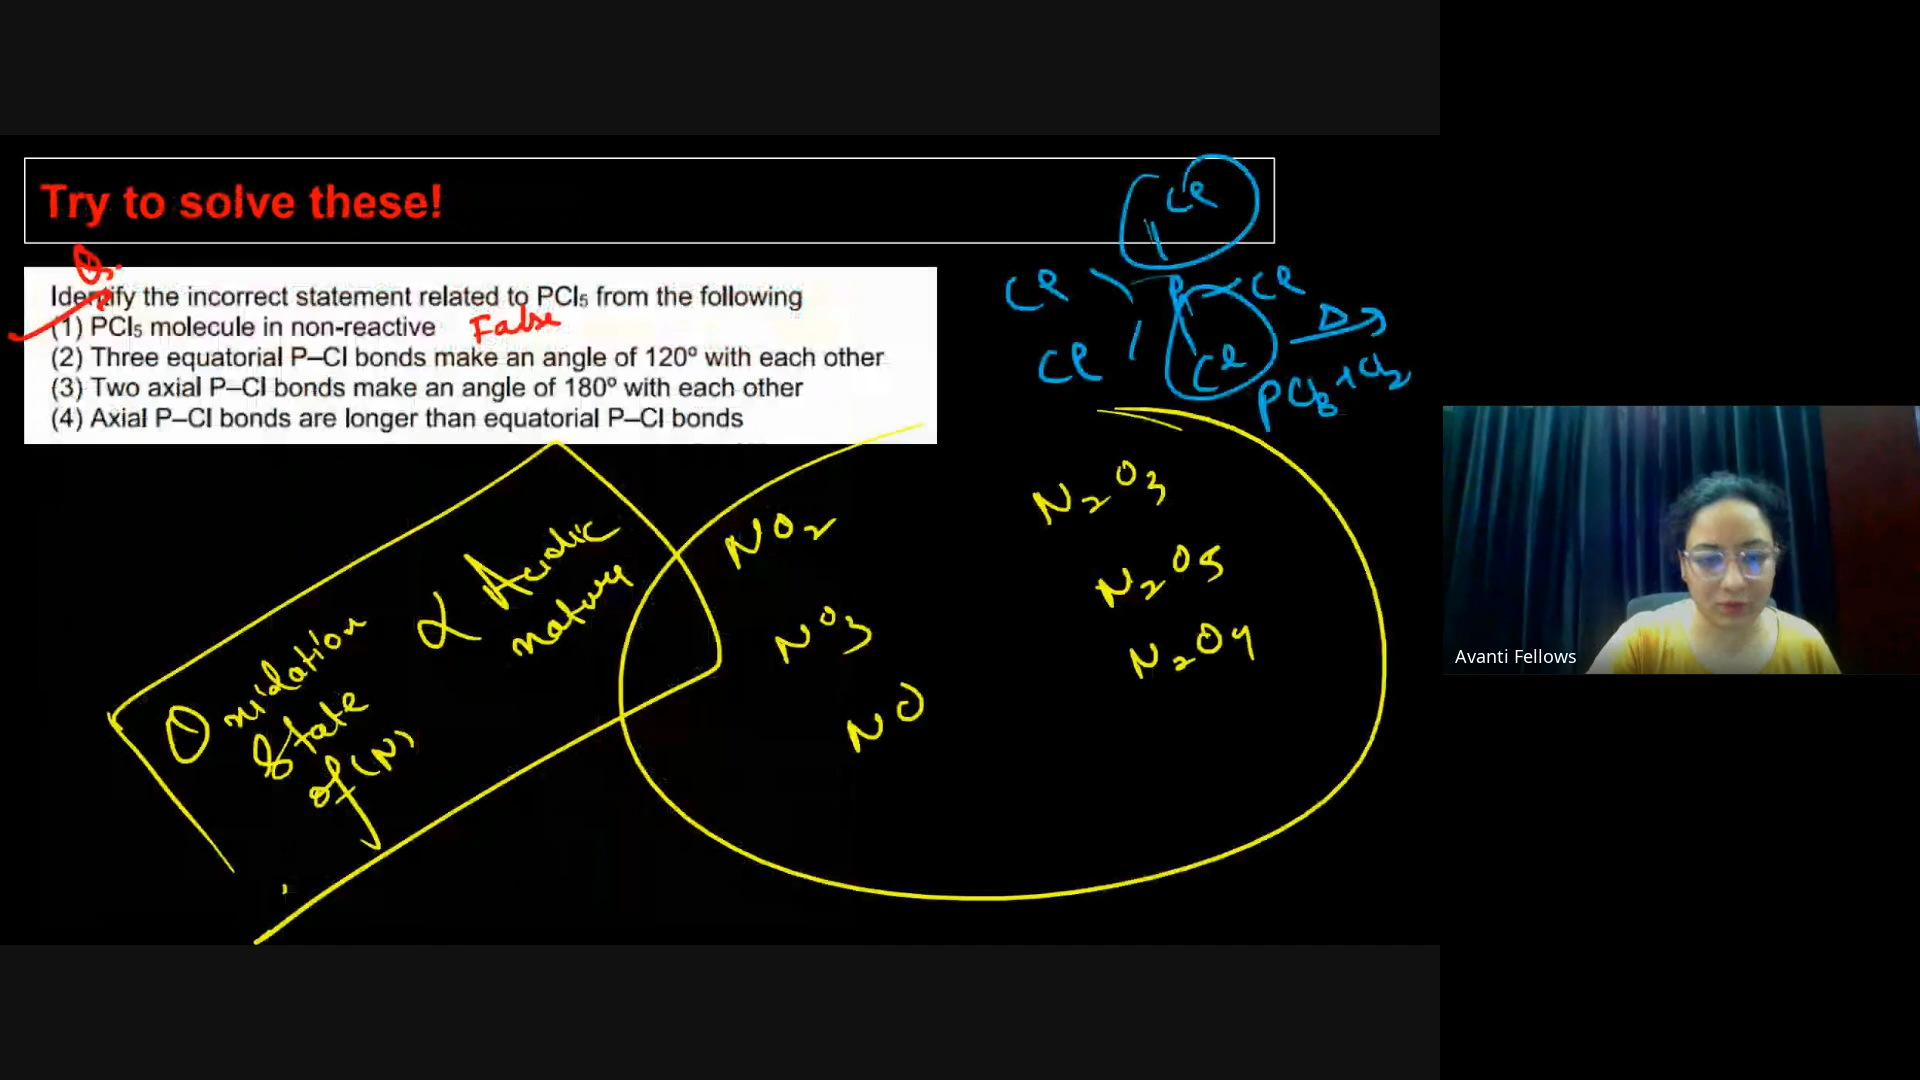 Try to solve these!
Q.
Identify the incorrect statement related to PCl₅ from the following
(1) PCl₅ molecule in non-reactive False
(2) Three equatorial P–Cl bonds make an angle of 120º with each other
(3) Two axial P–Cl bonds make an angle of 180º with each other
(4) Axial P–Cl bonds are longer than equatorial P–Cl bonds
Cl
Cl P Cl
Cl Cl Δ
PCl₃ + Cl₂
Oxidation
State
of (N)
∝ Acidic
nature
NO₂
NO₃
NO
N₂O₃
N₂O₅
N₂O₄
Avanti Fellows